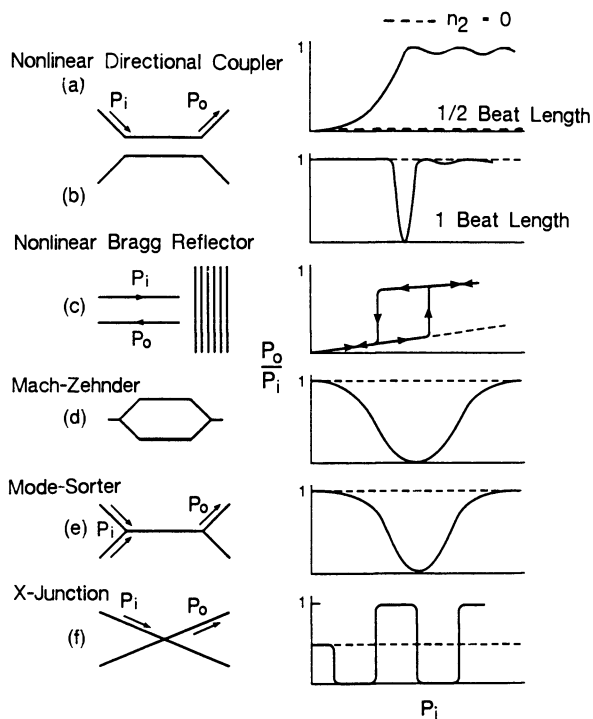 ---- n2 = 0
Nonlinear Directional Coupler
(a)
Pi
Po
1
1/2 Beat Length
(b)
1
1 Beat Length
Nonlinear Bragg Reflector
(c)
Pi
Po
1
Po
Pi
Mach-Zehnder
(d)
1
Mode-Sorter
(e)
Pi
Po
1
X-Junction
(f)
Pi
Po
1
Pi